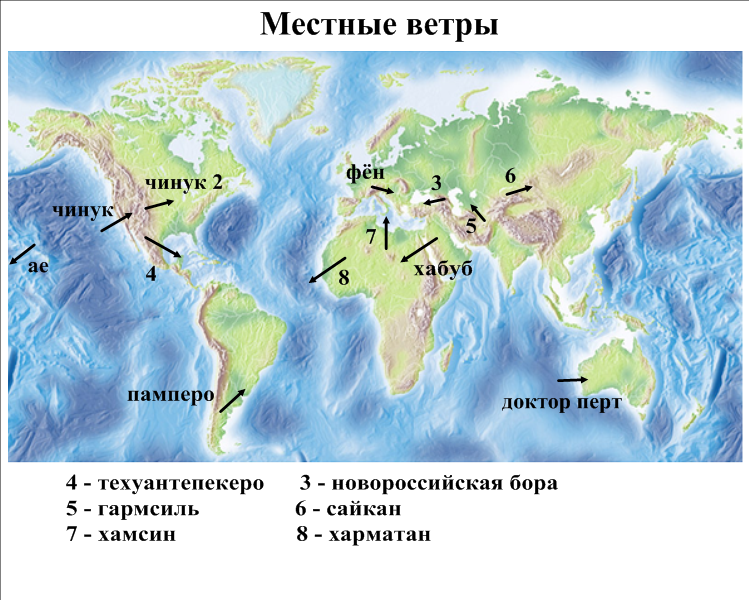 Местные ветры
фён
6
чинук 2
3
чинук
5
7
ае
4
8
хабуб
памперо
доктор перт
4 - техуантепекеро 3 - новороссийская бора
5 - гармсиль 6 - сайкан
7 - хамсин 8 - харматан